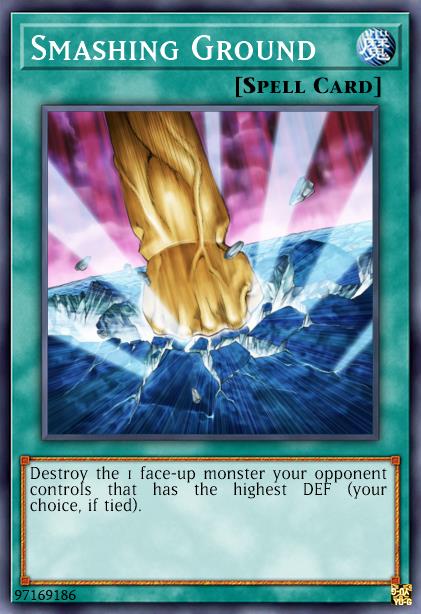 Smashing Ground
魔
[Spell Card]
Destroy the 1 face-up monster your opponent
controls that has the highest DEF (your
choice, if tied).
97169186